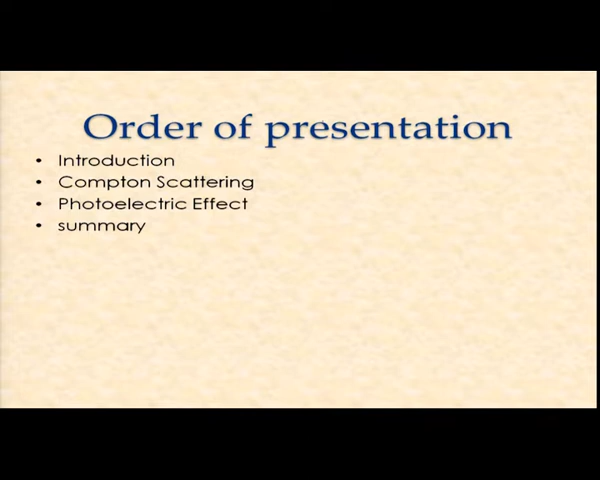 Order of presentation
• Introduction
• Compton Scattering
• Photoelectric Effect
• summary